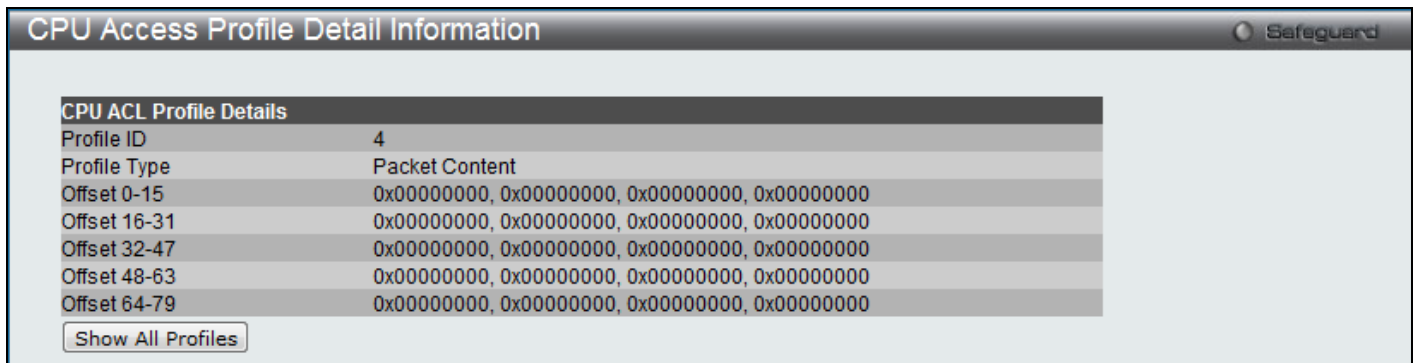 CPU Access Profile Detail Information
Safeguard
CPU ACL Profile Details
Profile ID 4
Profile Type Packet Content
Offset 0-15 0x00000000, 0x00000000, 0x00000000, 0x00000000
Offset 16-31 0x00000000, 0x00000000, 0x00000000, 0x00000000
Offset 32-47 0x00000000, 0x00000000, 0x00000000, 0x00000000
Offset 48-63 0x00000000, 0x00000000, 0x00000000, 0x00000000
Offset 64-79 0x00000000, 0x00000000, 0x00000000, 0x00000000
Show All Profiles